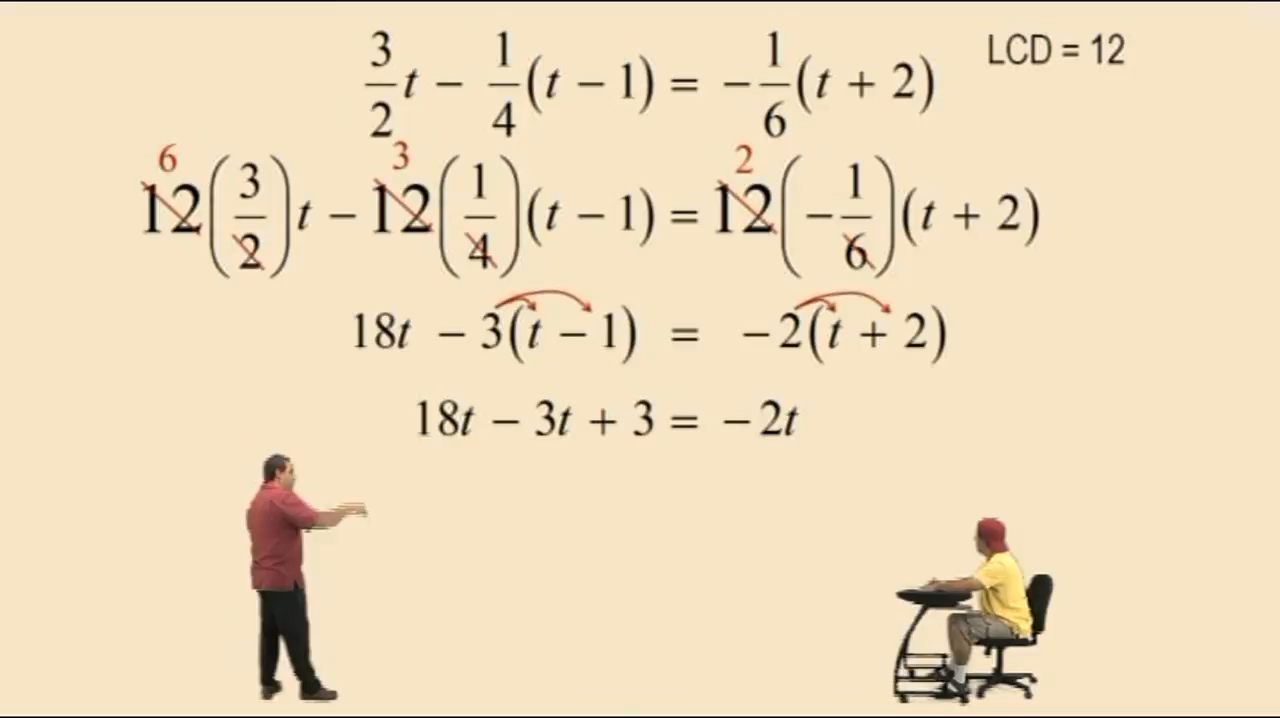 3/2 t − 1/4 (t − 1) = −1/6 (t + 2) LCD = 12
6 3 2
12(3/2)t − 12(1/4)(t − 1) = 12(−1/6)(t + 2)
18t − 3(t − 1) = −2(t + 2)
18t − 3t + 3 = −2t